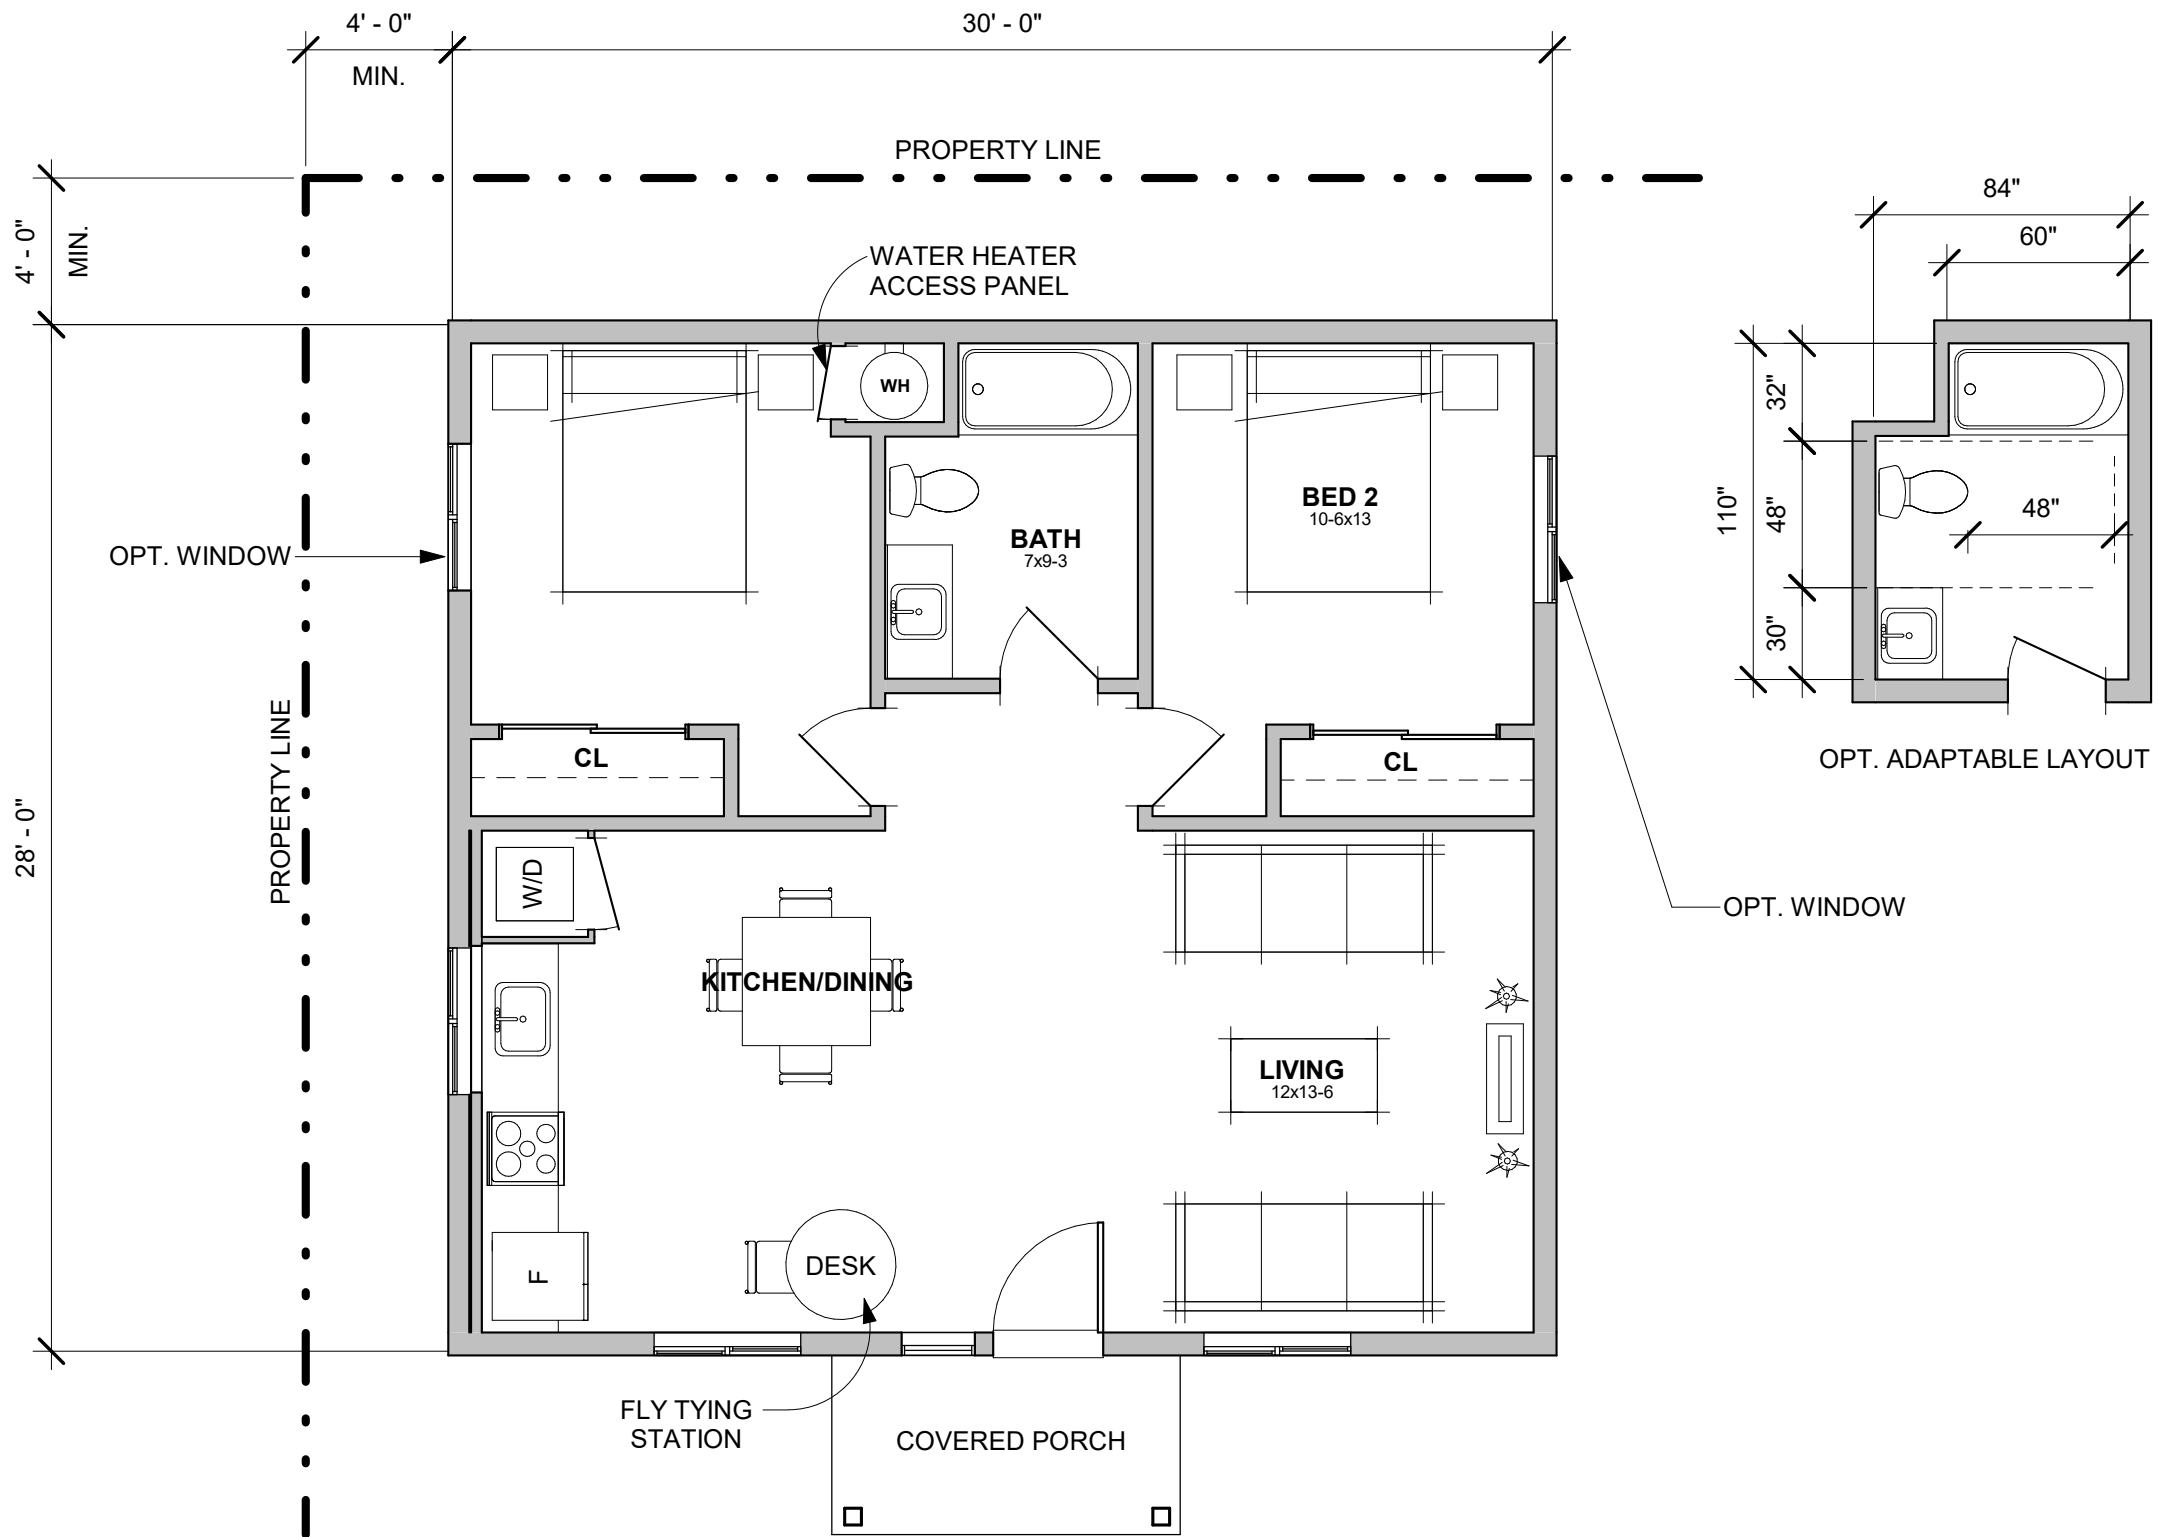 4' - 0"
30' - 0"
MIN.
PROPERTY LINE
84"
60"
4' - 0"
MIN.
WATER HEATER
ACCESS PANEL
WH
32"
BED 2
10-6x13
BATH
7x9-3
110"
48"
48"
OPT. WINDOW
30"
PROPERTY LINE
CL
CL
OPT. ADAPTABLE LAYOUT
28' - 0"
W/D
OPT. WINDOW
KITCHEN/DINING
LIVING
12x13-6
F
DESK
FLY TYING
STATION
COVERED PORCH